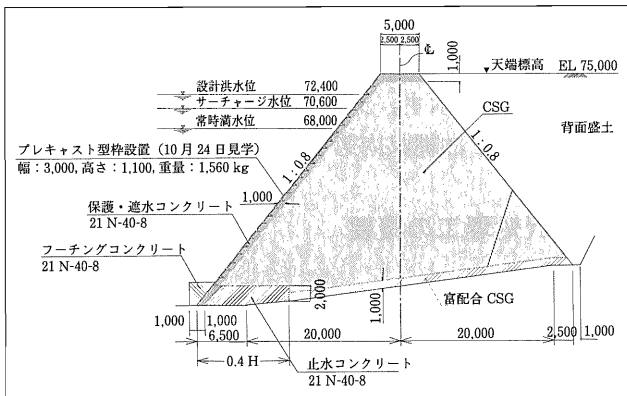 5,000
2,500 2,500
℄
1,000
天端標高 EL 75,000
設計洪水位 72,400
サーチャージ水位 70,600
常時満水位 68,000
CSG
背面盛土
1:0.8
1:0.8
プレキャスト型枠設置（10月24日見学）
幅：3,000, 高さ：1,100, 重量：1,560 kg
1,000
保護・遮水コンクリート
21 N-40-8
フーチングコンクリート
21 N-40-8
2,000
1,000
富配合 CSG
1,000
1,000
6,500
20,000
20,000
2,500
1,000
0.4 H
止水コンクリート
21 N-40-8